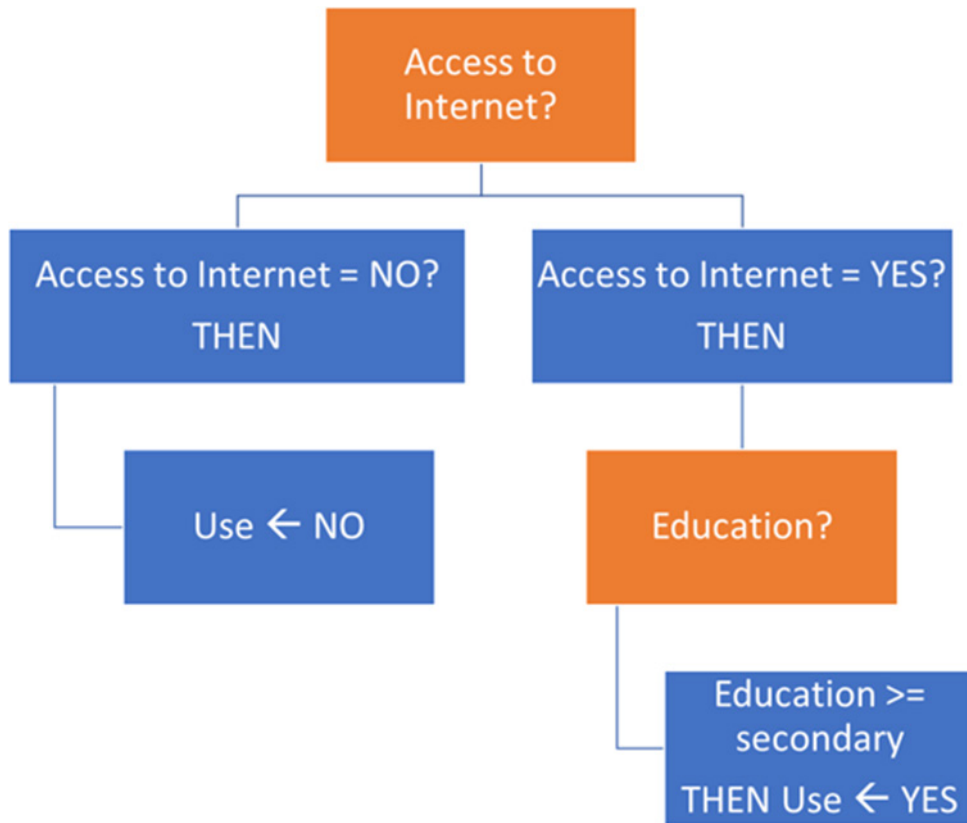 Access to
Internet?
Access to Internet = NO?
THEN
Access to Internet = YES?
THEN
Use ← NO
Education?
Education >=
secondary
THEN Use ← YES